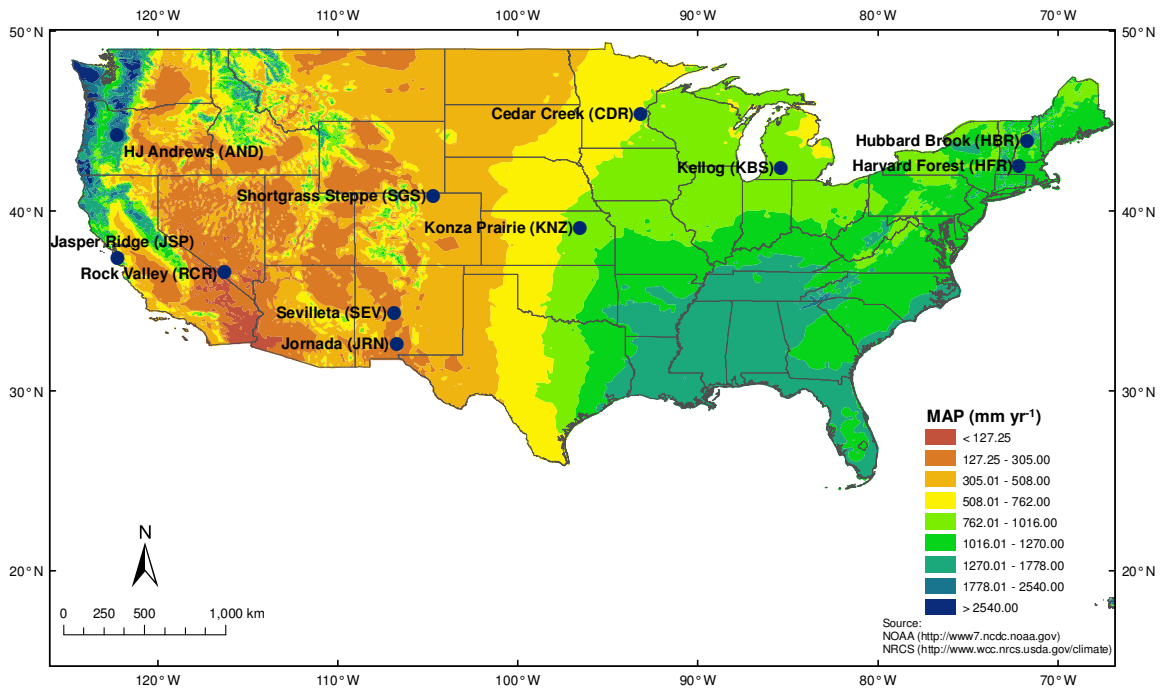 120°W 110°W 100°W 90°W 80°W 70°W
50°N 50°N
Cedar Creek (CDR)
Hubbard Brook (HBR)
HJ Andrews (AND)
Kellog (KBS)
Harvard Forest (HFR)
Shortgrass Steppe (SGS)
40°N 40°N
Konza Prairie (KNZ)
Jasper Ridge (JSP)
Rock Valley (RCR)
Sevilleta (SEV)
Jornada (JRN)
30°N 30°N
MAP (mm yr-1)
< 127.25
127.25 - 305.00
305.01 - 508.00
508.01 - 762.00
762.01 - 1016.00
1016.01 - 1270.00
1270.01 - 1778.00
1778.01 - 2540.00
> 2540.00
N
20°N 20°N
0 250 500 1,000 km
Source:
NOAA (http://www7.ncdc.noaa.gov)
NRCS (http://www.wcc.nrcs.usda.gov/climate)
120°W 110°W 100°W 90°W 80°W 70°W